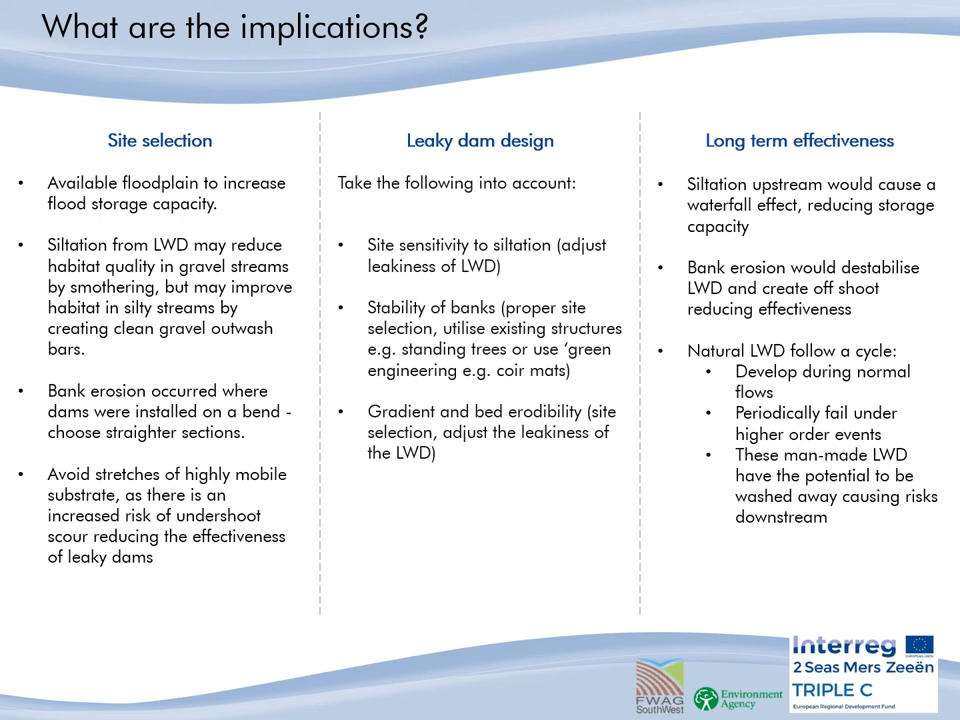 What are the implications?
Site selection
• Available floodplain to increase
flood storage capacity.
• Siltation from LWD may reduce
habitat quality in gravel streams
by smothering, but may improve
habitat in silty streams by
creating clean gravel outwash
bars.
• Bank erosion occurred where
dams were installed on a bend -
choose straighter sections.
• Avoid stretches of highly mobile
substrate, as there is an
increased risk of undershoot
scour reducing the effectiveness
of leaky dams
Leaky dam design
Take the following into account:
• Site sensitivity to siltation (adjust
leakiness of LWD)
• Stability of banks (proper site
selection, utilise existing structures
e.g. standing trees or use ‘green
engineering e.g. coir mats)
• Gradient and bed erodibility (site
selection, adjust the leakiness of
the LWD)
Long term effectiveness
• Siltation upstream would cause a
waterfall effect, reducing storage
capacity
• Bank erosion would destabilise
LWD and create off shoot
reducing effectiveness
• Natural LWD follow a cycle:
• Develop during normal
flows
• Periodically fail under
higher order events
• These man-made LWD
have the potential to be
washed away causing risks
downstream
FWAG
SouthWest
Environment
Agency
Interreg
EUROPEAN UNION
2 Seas Mers Zeeën
TRIPLE C
European Regional Development Fund